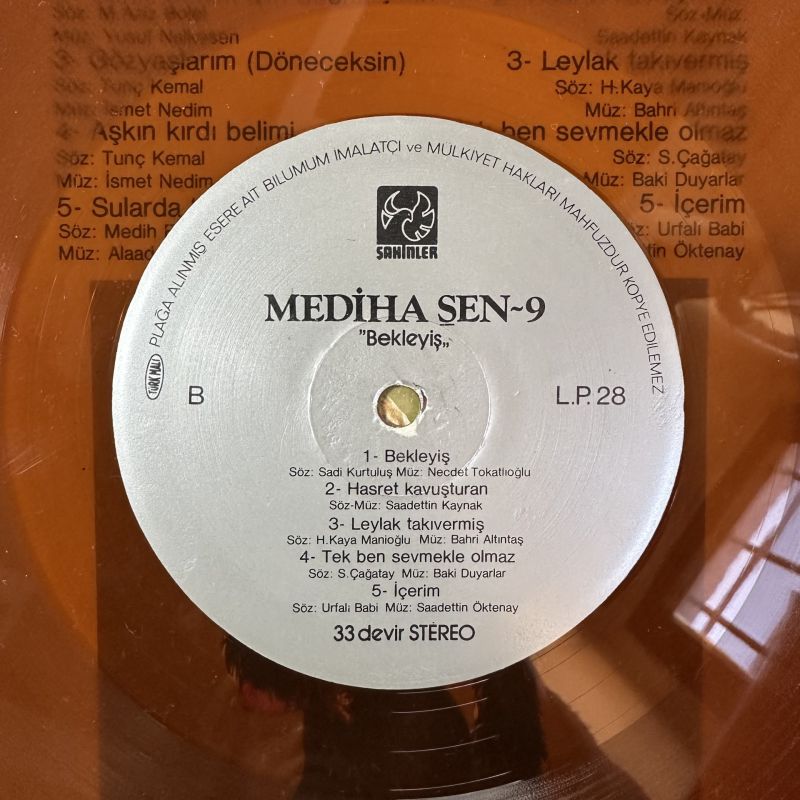 Söz-Müz:
Müz: Yusuf Nalkesen
Saadettin Kaynak
3- Gözyaşlarım (Döneceksin)
3- Leylak takıvermiş
Söz: Tunç Kemal
Söz: H.Kaya Manioğlu
Müz: İsmet Nedim
Müz: Bahri Altıntaş
4- Aşkın kırdı belimi
ben sevmekle olmaz
Söz: Tunç Kemal
Söz: S.Çağatay
Müz: İsmet Nedim
Müz: Baki Duyarlar
5- Sularda
5- İçerim
Söz: Medih
Söz: Urfalı Babi
Müz: Alaad
tin Öktenay
PLAĞA ALINMIŞ ESERE AİT BİLUMUM İMALATÇI ve MÜLKİYET HAKLARI MAHFUZDUR KOPYE EDİLEMEZ
TÜRK MALI
ŞAHİNLER
MEDİHA ŞEN~9
"Bekleyiş„
B
L.P. 28
1- Bekleyiş
Söz: Sadi Kurtuluş Müz: Necdet Tokatlıoğlu
2- Hasret kavuşturan
Söz-Müz: Saadettin Kaynak
3- Leylak takıvermiş
Söz: H.Kaya Manioğlu Müz: Bahri Altıntaş
4- Tek ben sevmekle olmaz
Söz: S.Çağatay Müz: Baki Duyarlar
5- İçerim
Söz: Urfalı Babi Müz: Saadettin Öktenay
33 devir STEREO